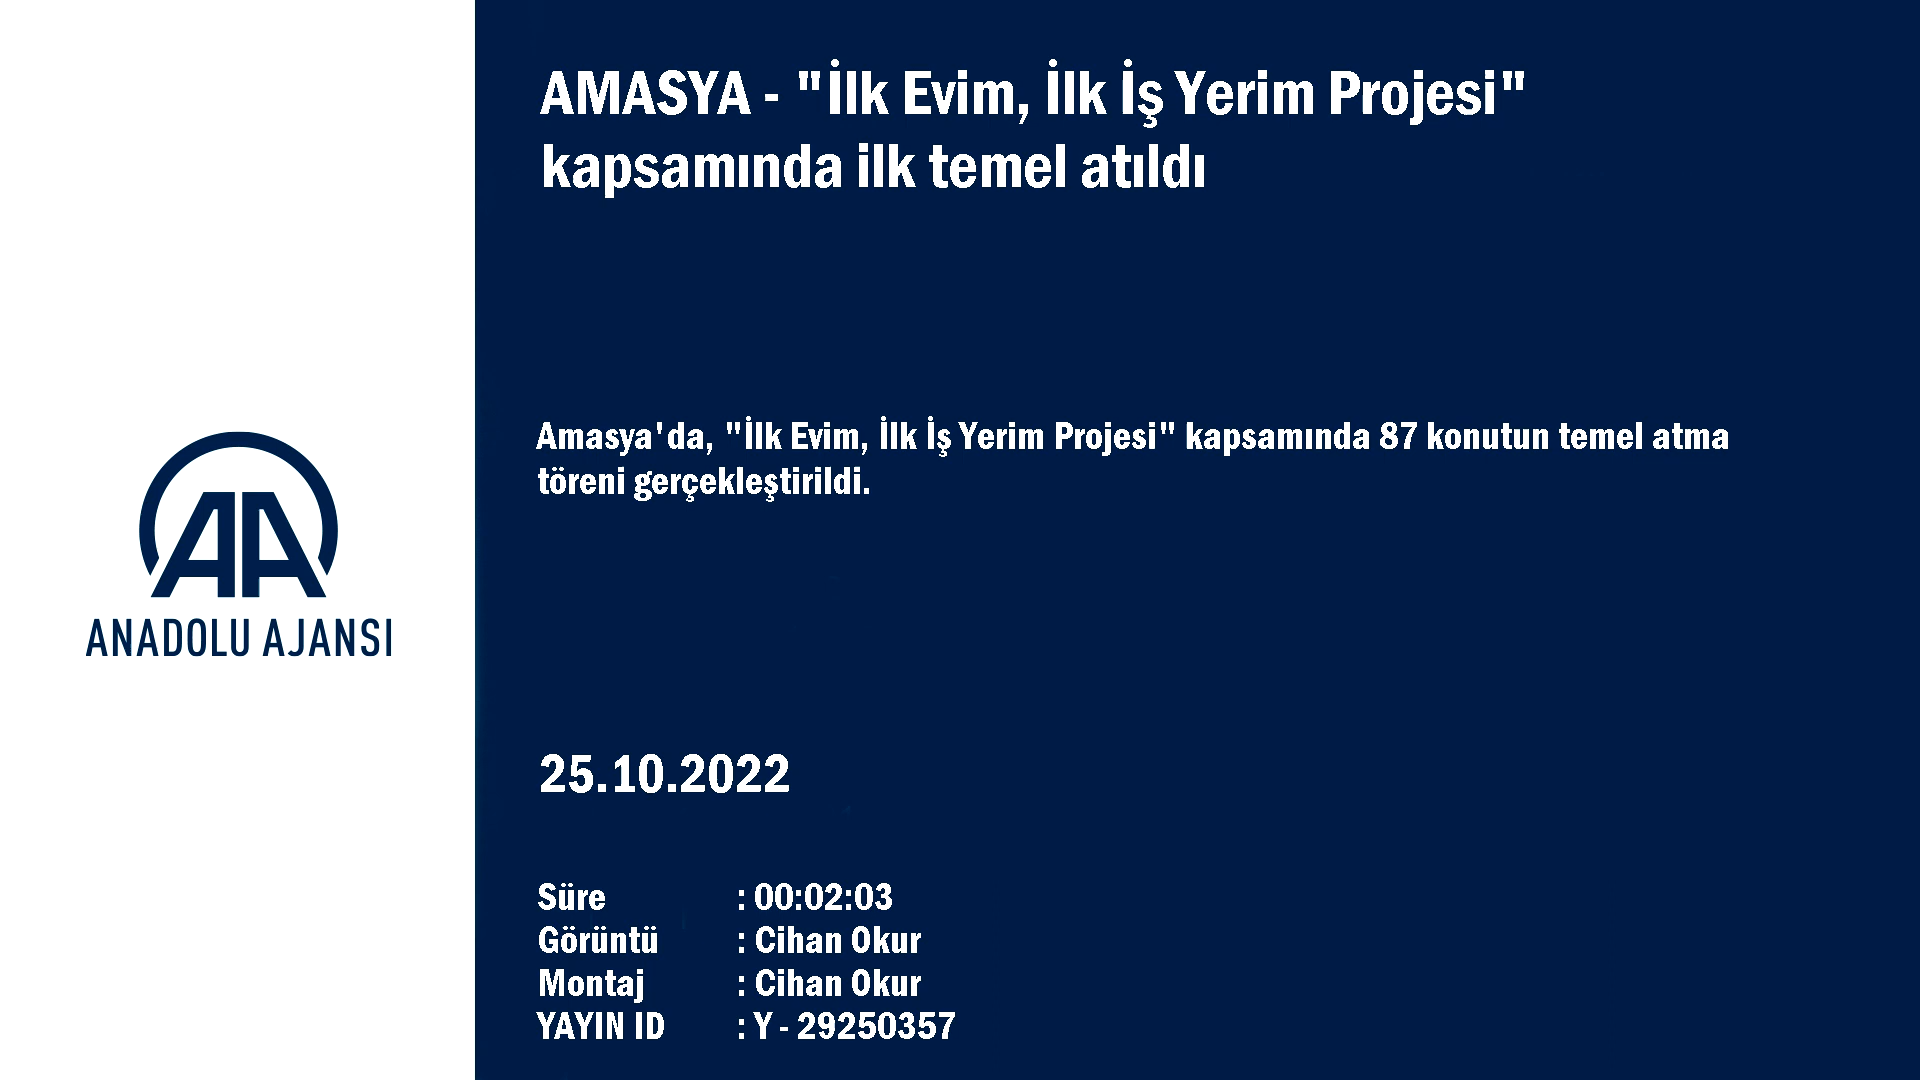 AMASYA - "İlk Evim, İlk İş Yerim Projesi"
kapsamında ilk temel atıldı
Amasya'da, "İlk Evim, İlk İş Yerim Projesi" kapsamında 87 konutun temel atma
töreni gerçekleştirildi.
AA
ANADOLU AJANSI
25.10.2022
Süre : 00:02:03
Görüntü : Cihan Okur
Montaj : Cihan Okur
YAYIN ID : Y - 29250357